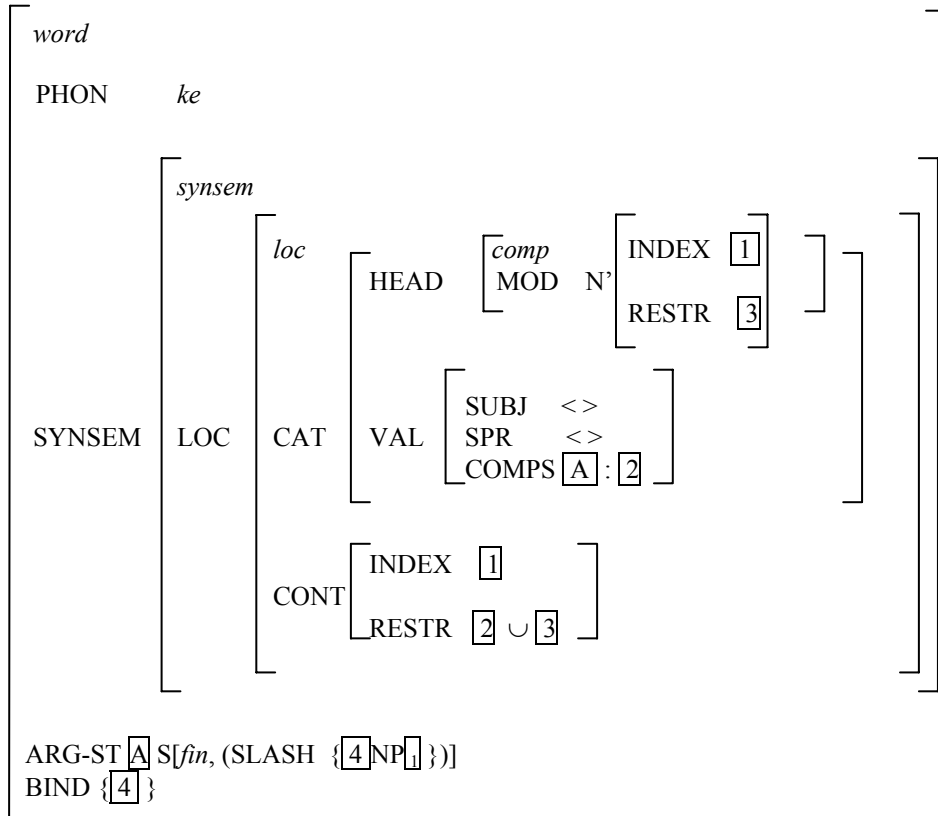 word
PHON ke
synsem
loc
comp
INDEX 1
HEAD
MOD N’
RESTR 3
SUBJ < >
SYNSEM LOC CAT VAL SPR < >
COMPS A : 2
INDEX 1
CONT
RESTR 2 ∪ 3
ARG-ST A S[fin, (SLASH {4 NP1 })]
BIND {4 }